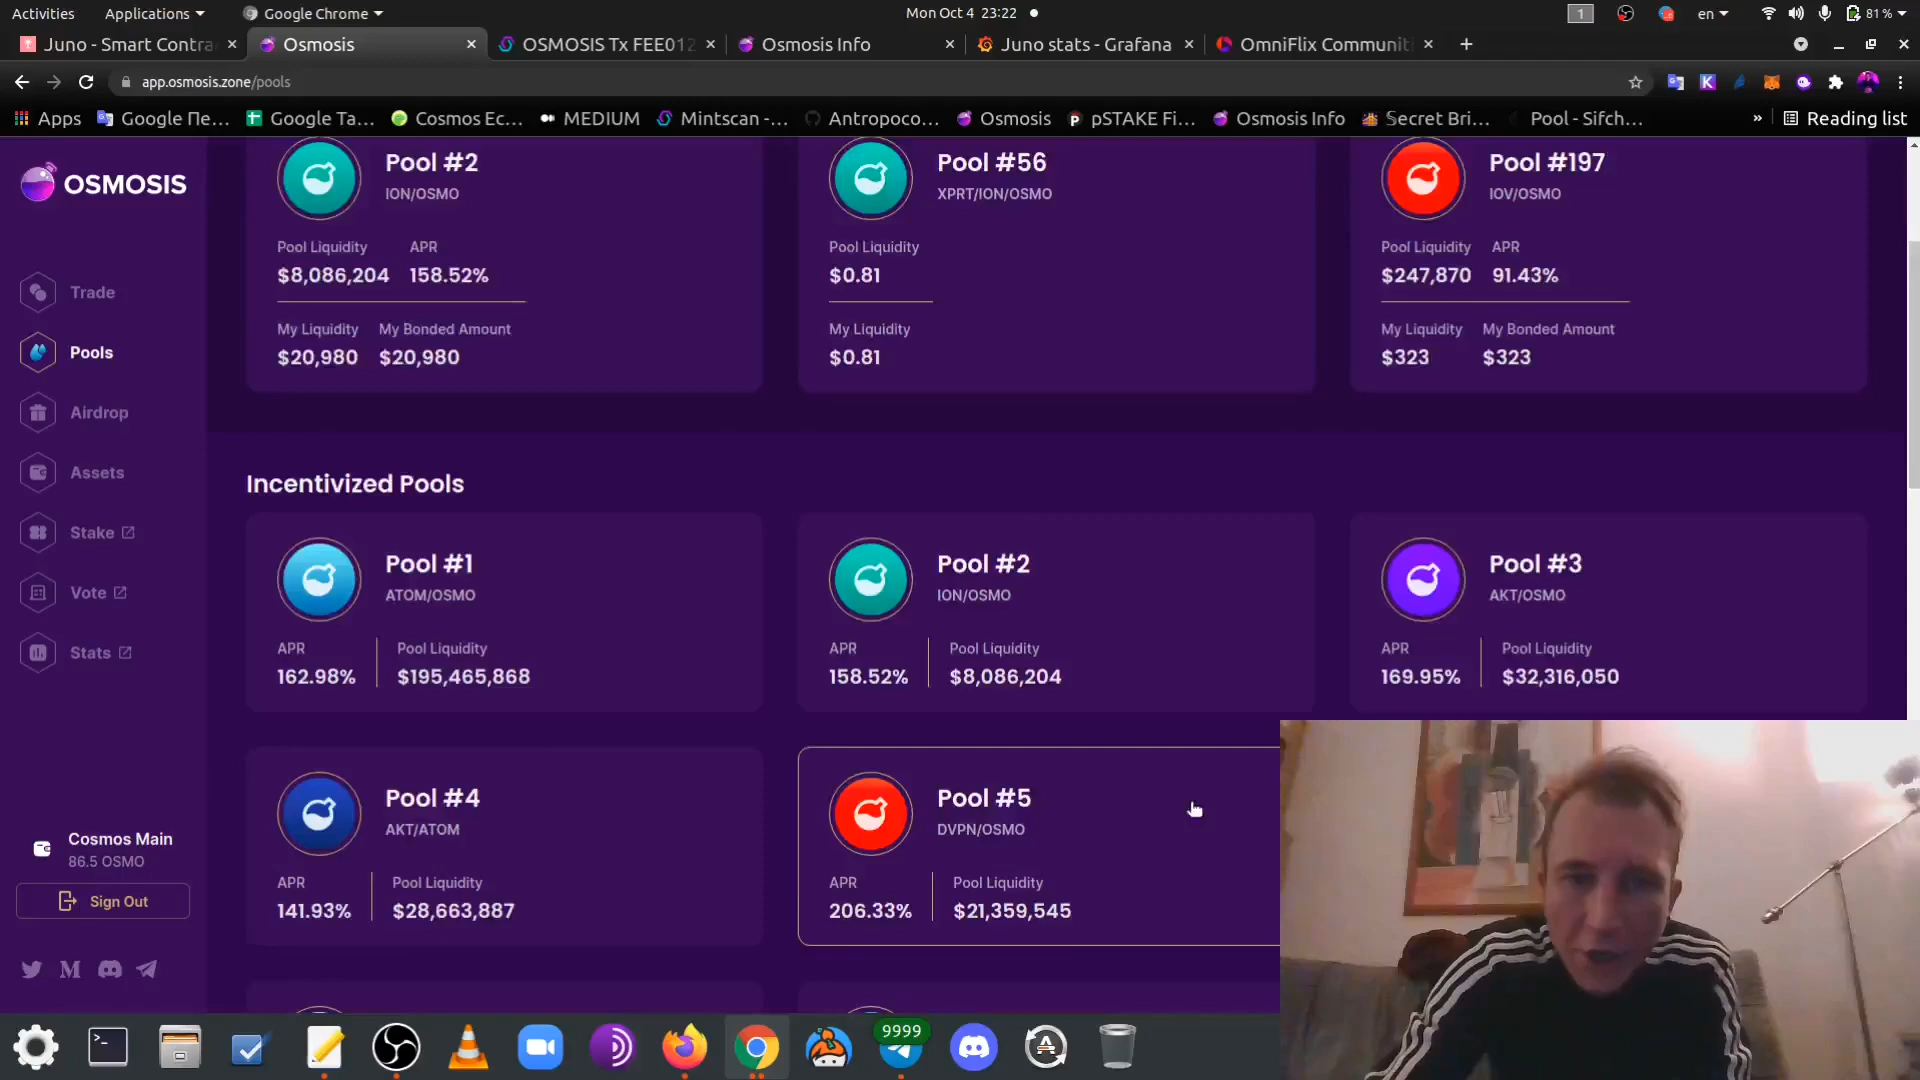 Activities
Applications
Google Chrome
Mon Oct 4 23:22
1
en
81 %
Juno - Smart Contra
Osmosis
OSMOSIS Tx FEE012
Osmosis Info
Juno stats - Grafana
OmniFlix Communit
app.osmosis.zone/pools
Apps
Google Пе...
Google Ta...
Cosmos Ec...
MEDIUM
Mintscan -...
Antropoco...
Osmosis
pSTAKE Fi...
Osmosis Info
Secret Bri...
Pool - Sifch...
»
Reading list
OSMOSIS
Trade
Pools
Airdrop
Assets
Stake
Vote
Stats
Cosmos Main
86.5 OSMO
Sign Out
Pool #2
ION/OSMO
Pool Liquidity APR
$8,086,204 158.52%
My Liquidity My Bonded Amount
$20,980 $20,980
Pool #56
XPRT/ION/OSMO
Pool Liquidity
$0.81
My Liquidity
$0.81
Pool #197
IOV/OSMO
Pool Liquidity APR
$247,870 91.43%
My Liquidity My Bonded Amount
$323 $323
Incentivized Pools
Pool #1
ATOM/OSMO
APR Pool Liquidity
162.98% $195,465,868
Pool #2
ION/OSMO
APR Pool Liquidity
158.52% $8,086,204
Pool #3
AKT/OSMO
APR Pool Liquidity
169.95% $32,316,050
Pool #4
AKT/ATOM
APR Pool Liquidity
141.93% $28,663,887
Pool #5
DVPN/OSMO
APR Pool Liquidity
206.33% $21,359,545
9999